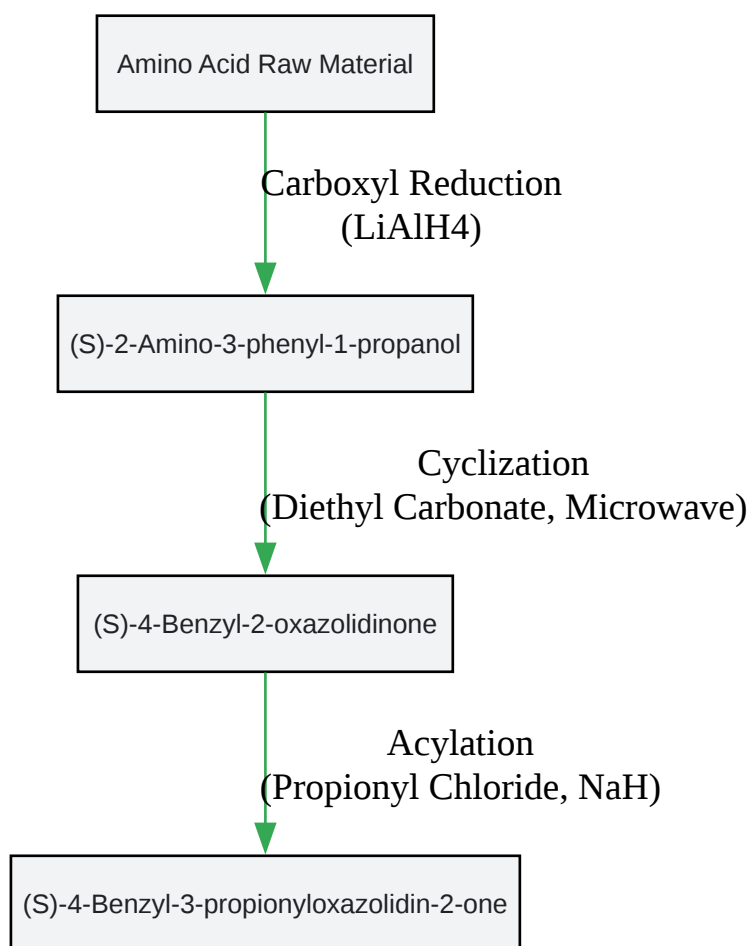 Amino Acid Raw Material
Carboxyl Reduction
(LiAlH4)
(S)-2-Amino-3-phenyl-1-propanol
Cyclization
(Diethyl Carbonate, Microwave)
(S)-4-Benzyl-2-oxazolidinone
Acylation
(Propionyl Chloride, NaH)
(S)-4-Benzyl-3-propionyloxazolidin-2-one